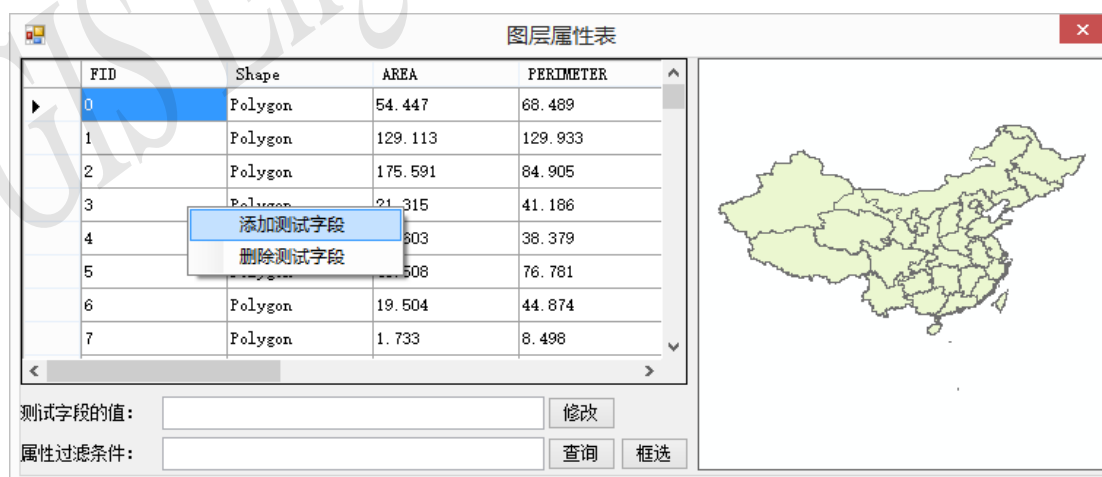 图层属性表
FID Shape AREA PERIMETER
0 Polygon 54.447 68.489
1 Polygon 129.113 129.933
2 Polygon 175.591 84.905
3 21.315 41.186
添加测试字段
4 603 38.379
删除测试字段
5 508 76.781
6 Polygon 19.504 44.874
7 Polygon 1.733 8.498
测试字段的值： 修改
属性过滤条件： 查询 框选